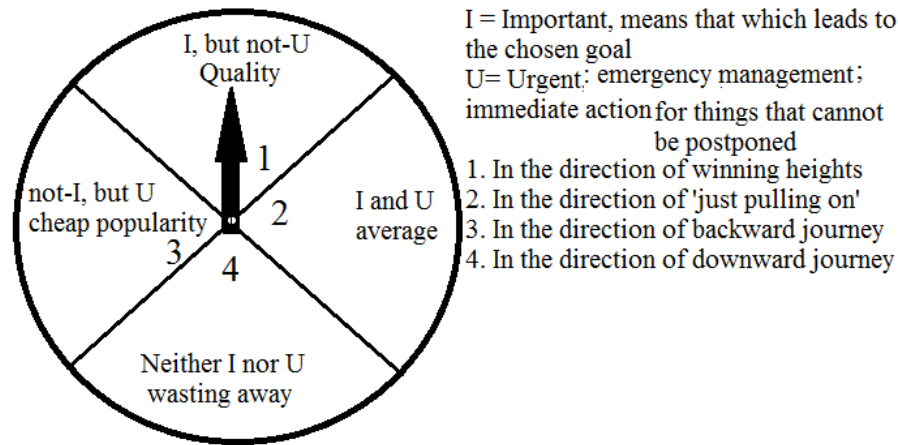 I, but not-U
Quality
1
not-I, but U
cheap popularity
2
I and U
average
3
4
Neither I nor U
wasting away
I = Important, means that which leads to
the chosen goal
U= Urgent; emergency management;
immediate action for things that cannot
be postponed
1. In the direction of winning heights
2. In the direction of 'just pulling on'
3. In the direction of backward journey
4. In the direction of downward journey